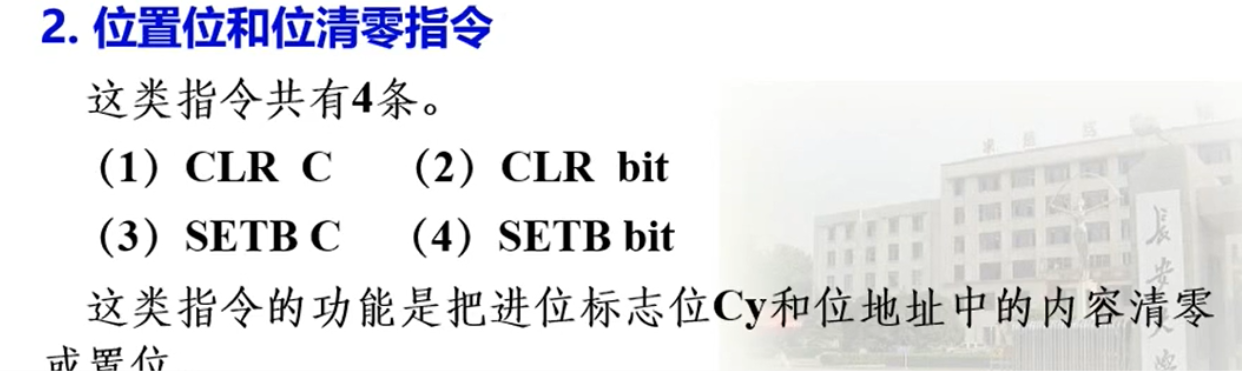 2. 位置位和位清零指令
这类指令共有4条。
（1）CLR C （2）CLR bit
（3）SETB C （4）SETB bit
这类指令的功能是把进位标志位Cy和位地址中的内容清零
或置位
长安大